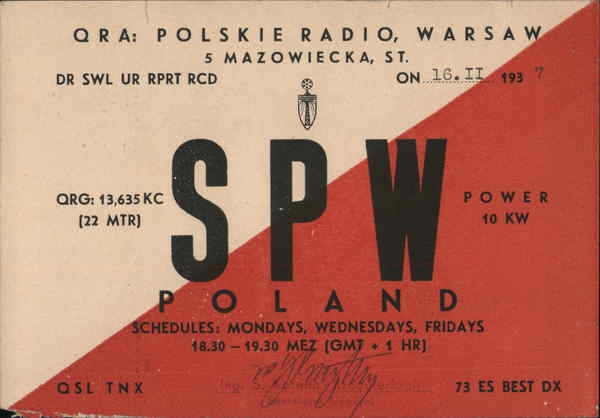 QRA: POLSKIE RADIO, WARSAW
5 MAZOWIECKA, ST.
DR SWL UR RPRT RCD ON 16.II 1937
SPW
QRG: 13,635 KC
(22 MTR)
POWER
10 KW
POLAND
SCHEDULES: MONDAYS, WEDNESDAYS, FRIDAYS
18.30 – 19.30 MEZ (GMT + 1 HR)
Ing.
QSL TNX
73 ES BEST DX